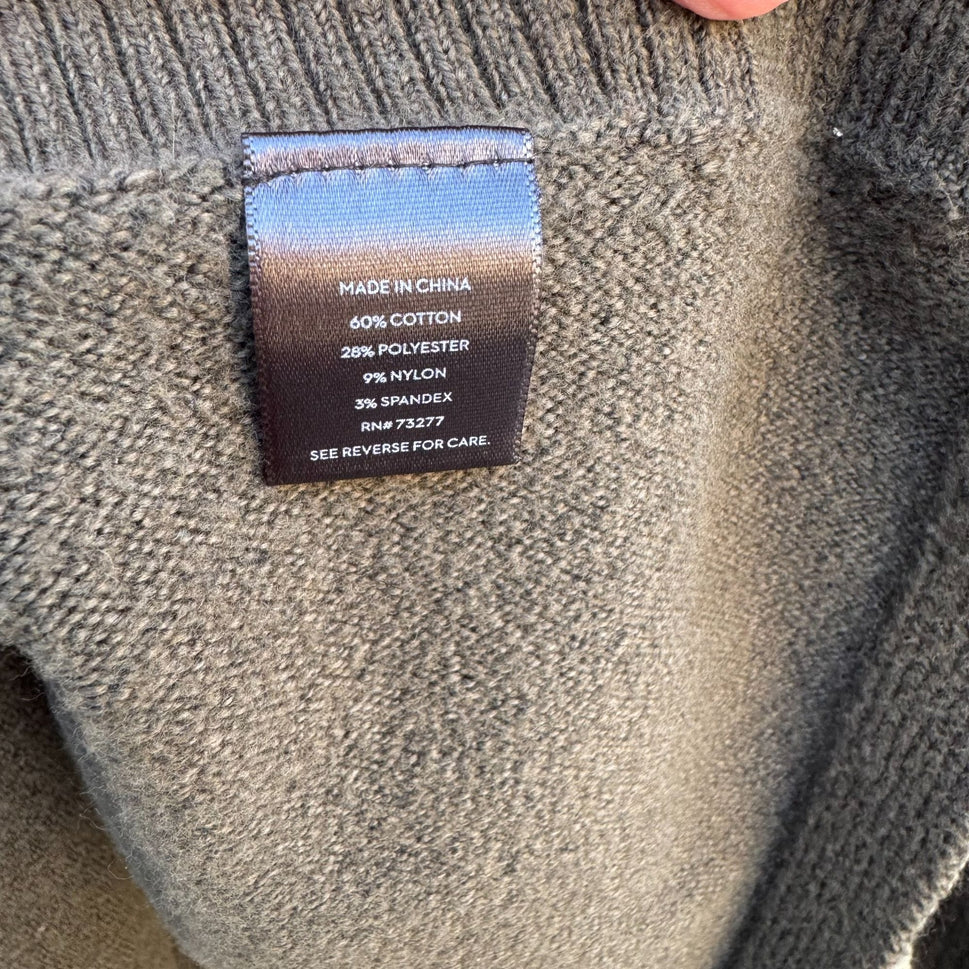 MADE IN CHINA
60% COTTON
28% POLYESTER
9% NYLON
3% SPANDEX
RN# 73277
SEE REVERSE FOR CARE.